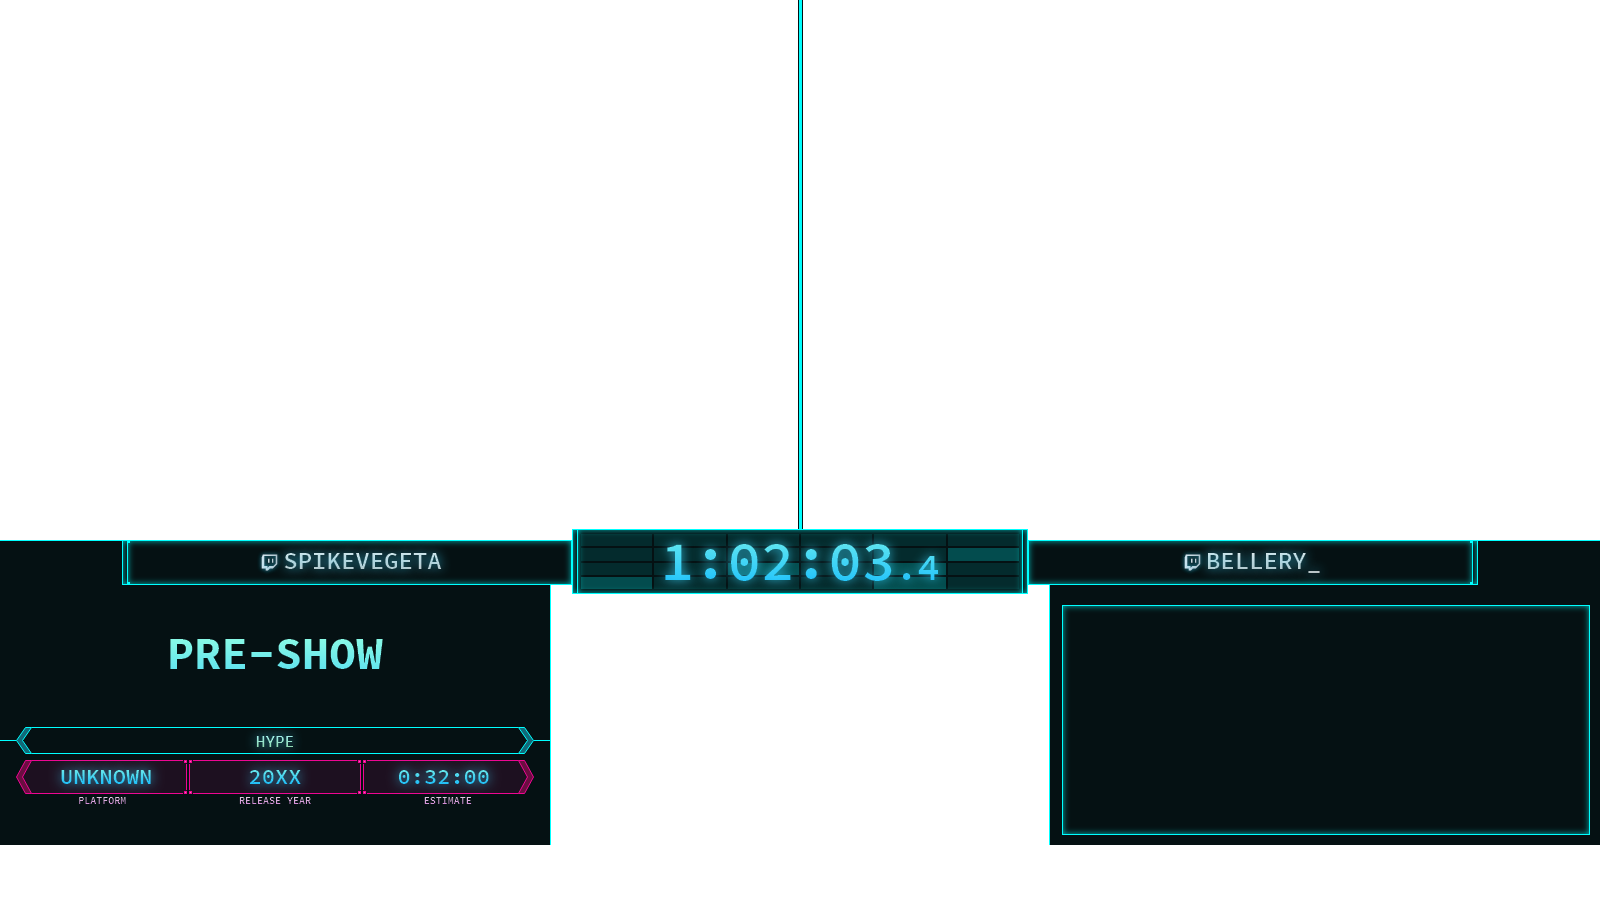 SPIKEVEGETA
1:02:03.4
BELLERY_
PRE-SHOW
HYPE
UNKNOWN 20XX 0:32:00
PLATFORM RELEASE YEAR ESTIMATE